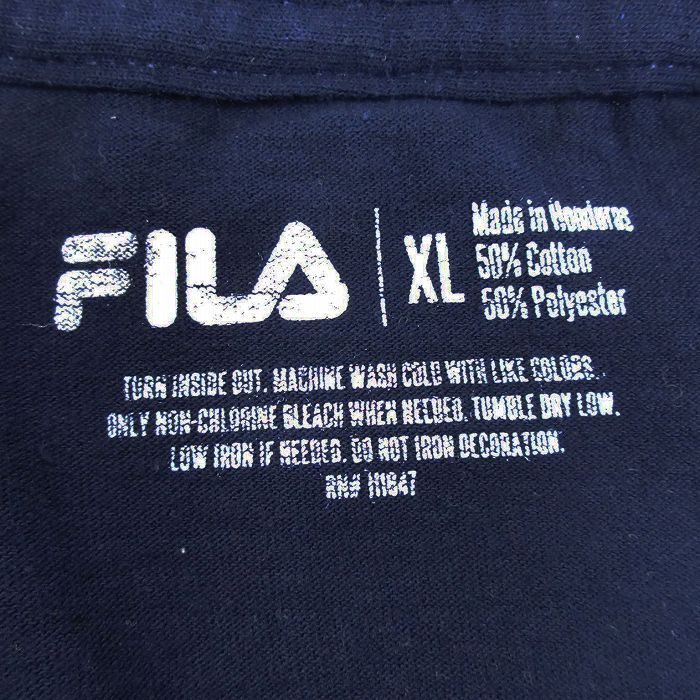 FILA
XL
Made in Honduras
50% Cotton
50% Polyester
TURN INSIDE OUT. MACHINE WASH COLD WITH LIKE COLORS.
ONLY NON-CHLORINE BLEACH WHEN NEEDED. TUMBLE DRY LOW.
LOW IRON IF NEEDED. DO NOT IRON DECORATION.
RN# 111847